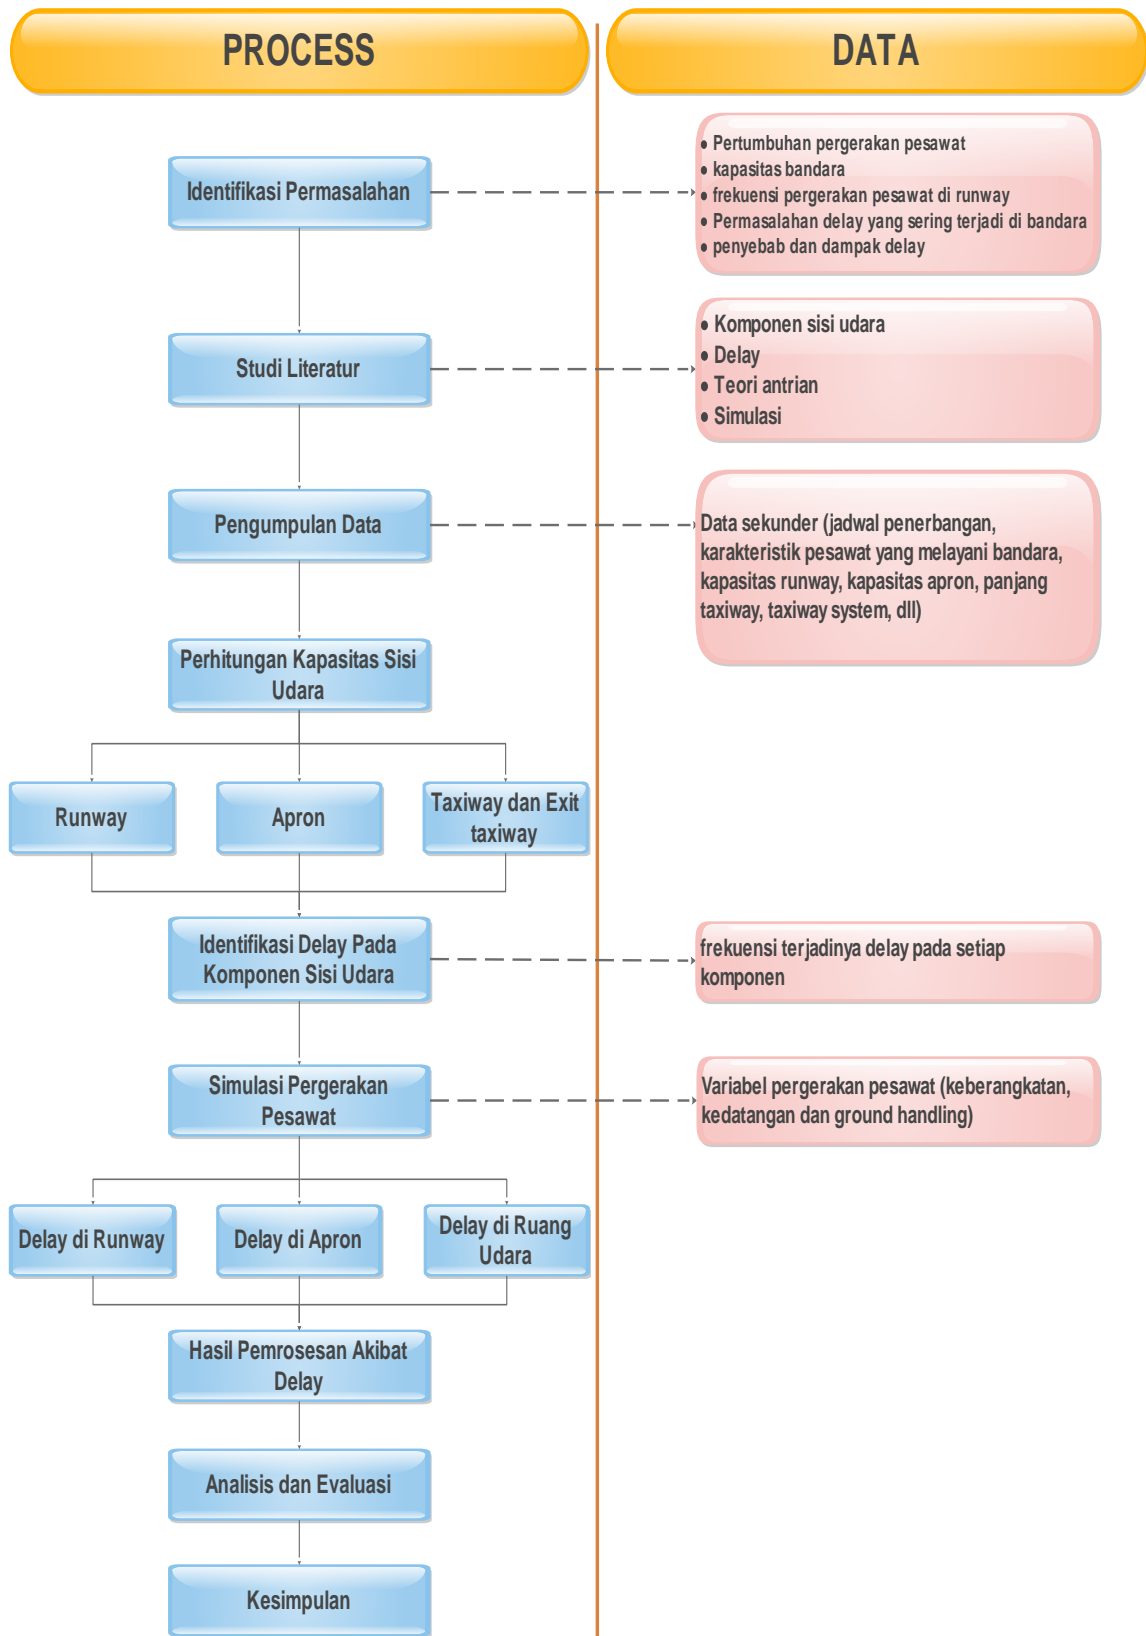 PROCESS
DATA
Identifikasi Permasalahan
• Pertumbuhan pergerakan pesawat
• kapasitas bandara
• frekuensi pergerakan pesawat di runway
• Permasalahan delay yang sering terjadi di bandara
• penyebab dan dampak delay
Studi Literatur
• Komponen sisi udara
• Delay
• Teori antrian
• Simulasi
Pengumpulan Data
Data sekunder (jadwal penerbangan,
karakteristik pesawat yang melayani bandara,
kapasitas runway, kapasitas apron, panjang
taxiway, taxiway system, dll)
Perhitungan Kapasitas Sisi
Udara
Runway
Apron
Taxiway dan Exit
taxiway
Identifikasi Delay Pada
Komponen Sisi Udara
frekuensi terjadinya delay pada setiap
komponen
Simulasi Pergerakan
Pesawat
Variabel pergerakan pesawat (keberangkatan,
kedatangan dan ground handling)
Delay di Runway
Delay di Apron
Delay di Ruang
Udara
Hasil Pemrosesan Akibat
Delay
Analisis dan Evaluasi
Kesimpulan